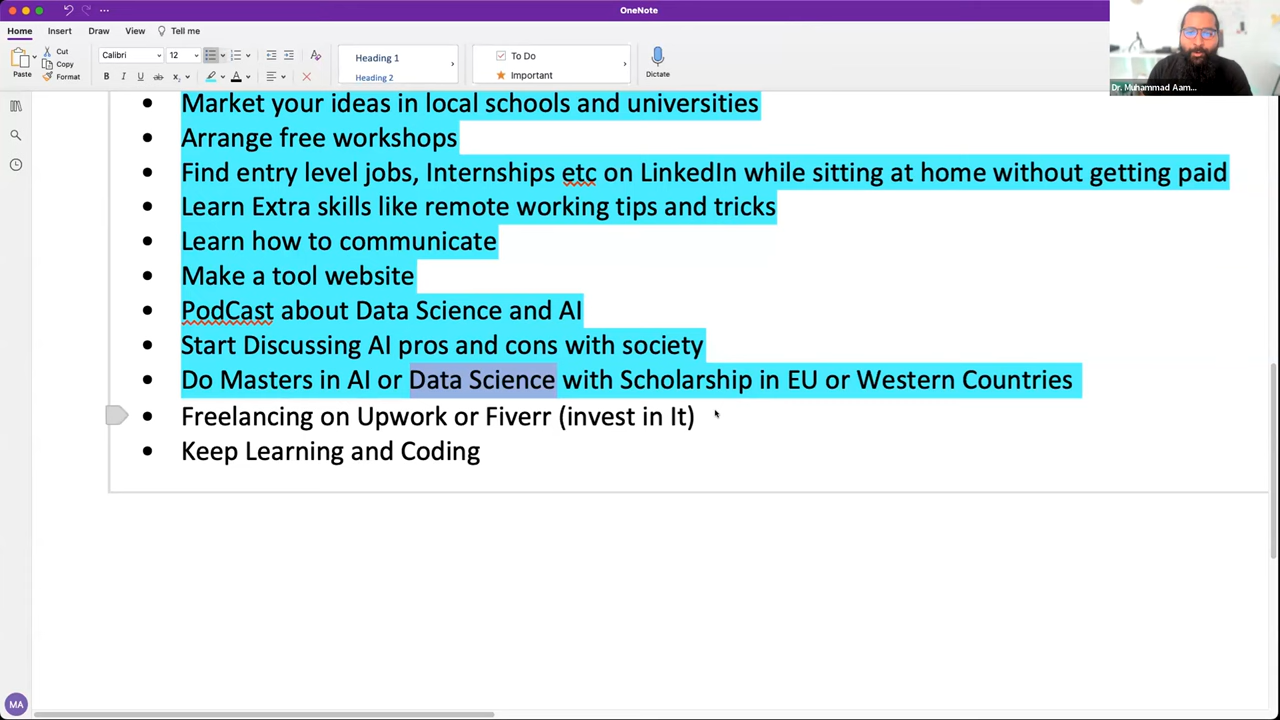 OneNote
Home Insert Draw View Tell me
Paste
Cut
Copy
Format
Calibri 12
B I U ab x₂ A
Heading 1
Heading 2
To Do
Important
Dictate
Dr. Muhammad Aam...
• Market your ideas in local schools and universities
• Arrange free workshops
• Find entry level jobs, Internships etc on LinkedIn while sitting at home without getting paid
• Learn Extra skills like remote working tips and tricks
• Learn how to communicate
• Make a tool website
• PodCast about Data Science and AI
• Start Discussing AI pros and cons with society
• Do Masters in AI or Data Science with Scholarship in EU or Western Countries
• Freelancing on Upwork or Fiverr (invest in It)
• Keep Learning and Coding
MA